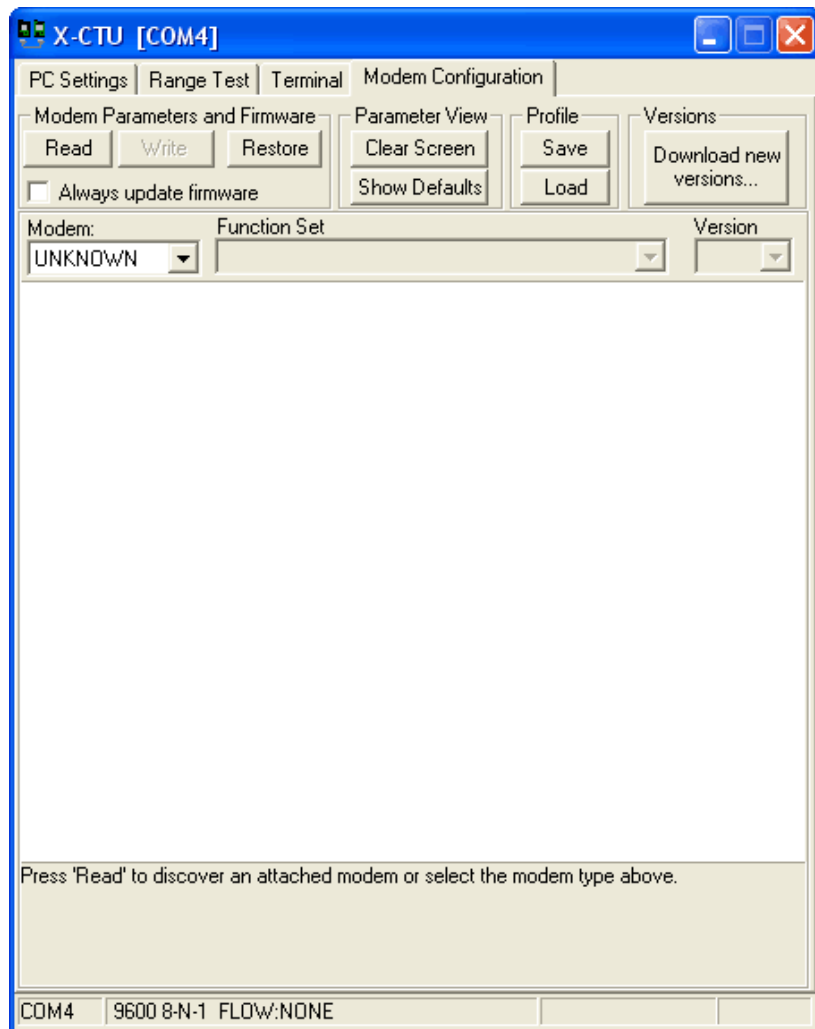 X-CTU [COM4]
PC Settings Range Test Terminal Modem Configuration
Modem Parameters and Firmware Parameter View Profile Versions
Read Write Restore Clear Screen Save Download new versions...
Always update firmware Show Defaults Load
Modem: Function Set Version
UNKNOWN
Press 'Read' to discover an attached modem or select the modem type above.
COM4 9600 8-N-1 FLOW:NONE